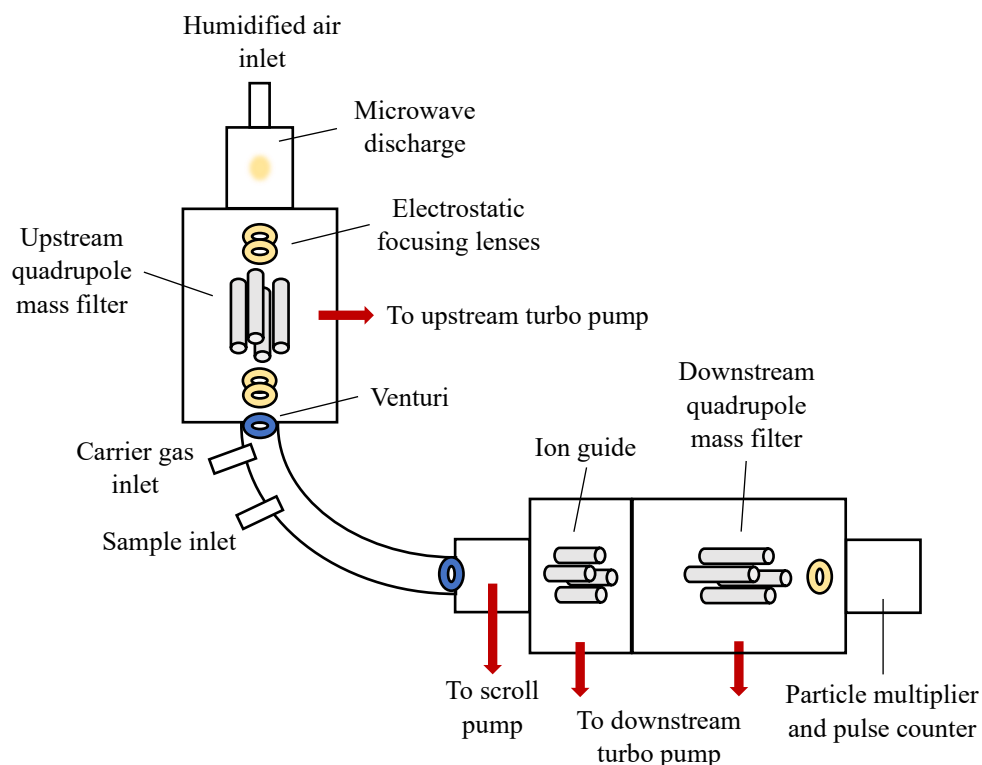 Humidified air
inlet
Microwave
discharge
Electrostatic
focusing lenses
Upstream
quadrupole
mass filter
To upstream turbo pump
Venturi
Carrier gas
inlet
Sample inlet
Ion guide
Downstream
quadrupole
mass filter
To scroll
pump
To downstream
turbo pump
Particle multiplier
and pulse counter